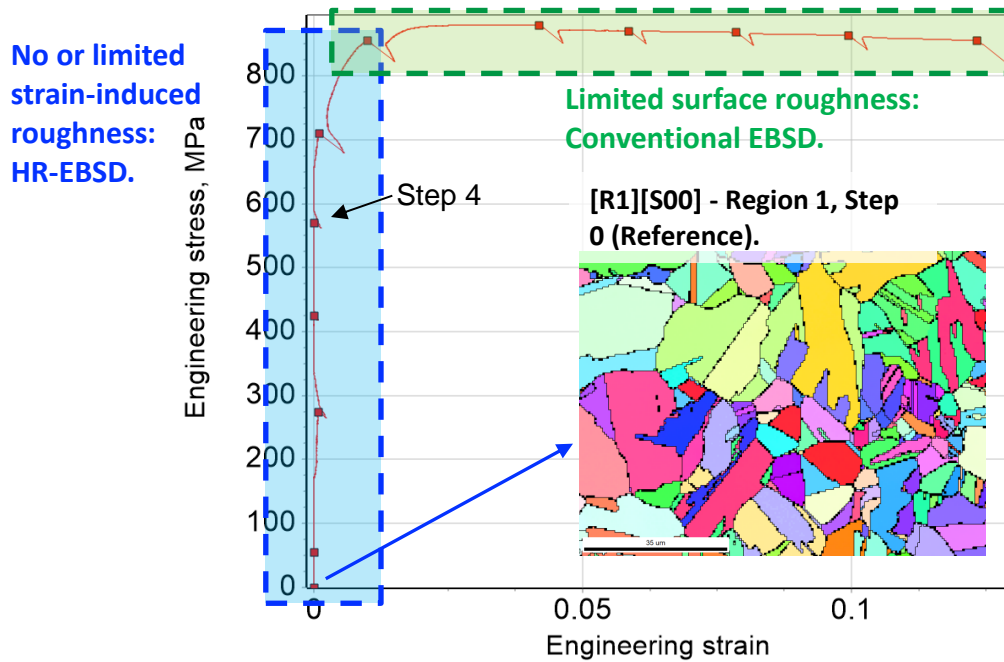 No or limited
strain-induced
roughness:
HR-EBSD.
Engineering stress, MPa
800
700
600
500
400
300
200
100
0
Step 4
Limited surface roughness:
Conventional EBSD.
[R1][S00] - Region 1, Step
0 (Reference).
35 um
0
0.05
0.1
Engineering strain